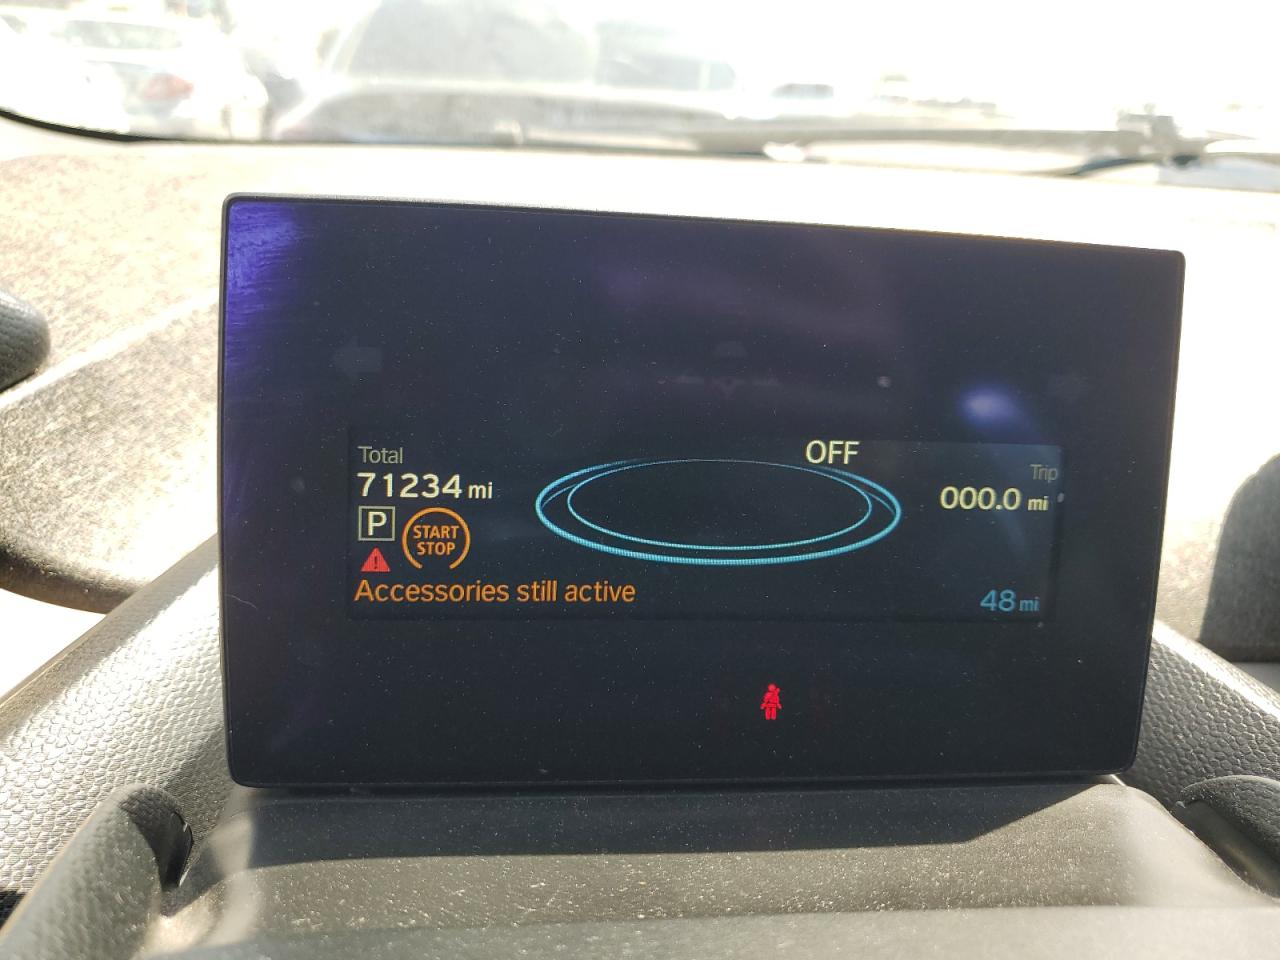 Total
71234 mi
P
START
STOP
Accessories still active
OFF
Trip
000.0 mi
48 mi